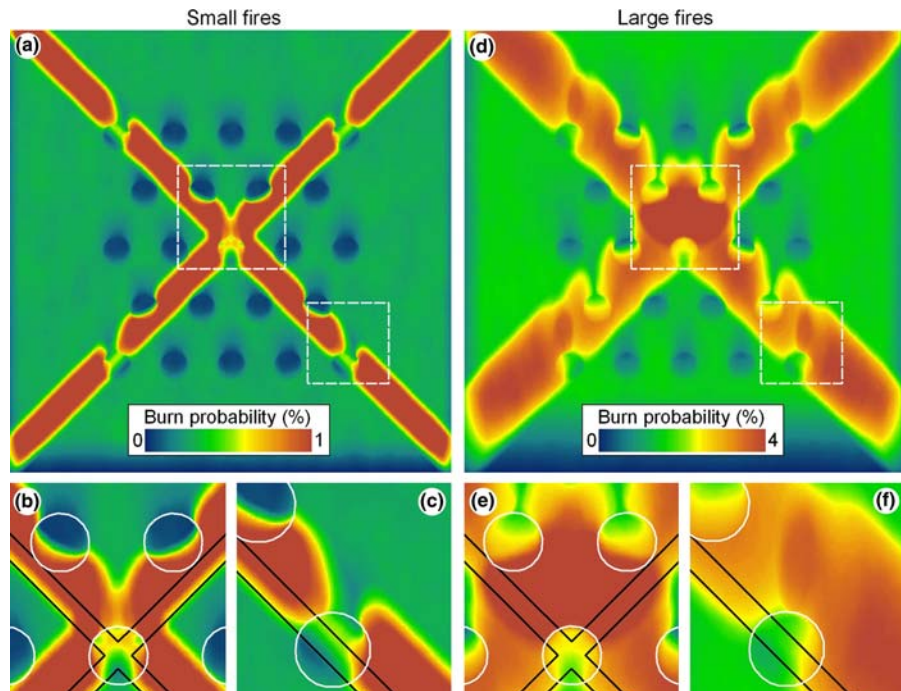 Small fires
Large fires
(a)
(d)
Burn probability (%)
0
1
Burn probability (%)
0
4
(b)
(c)
(e)
(f)